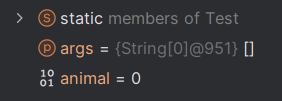 static members of Test
args = {String[0]@951} []
animal = 0